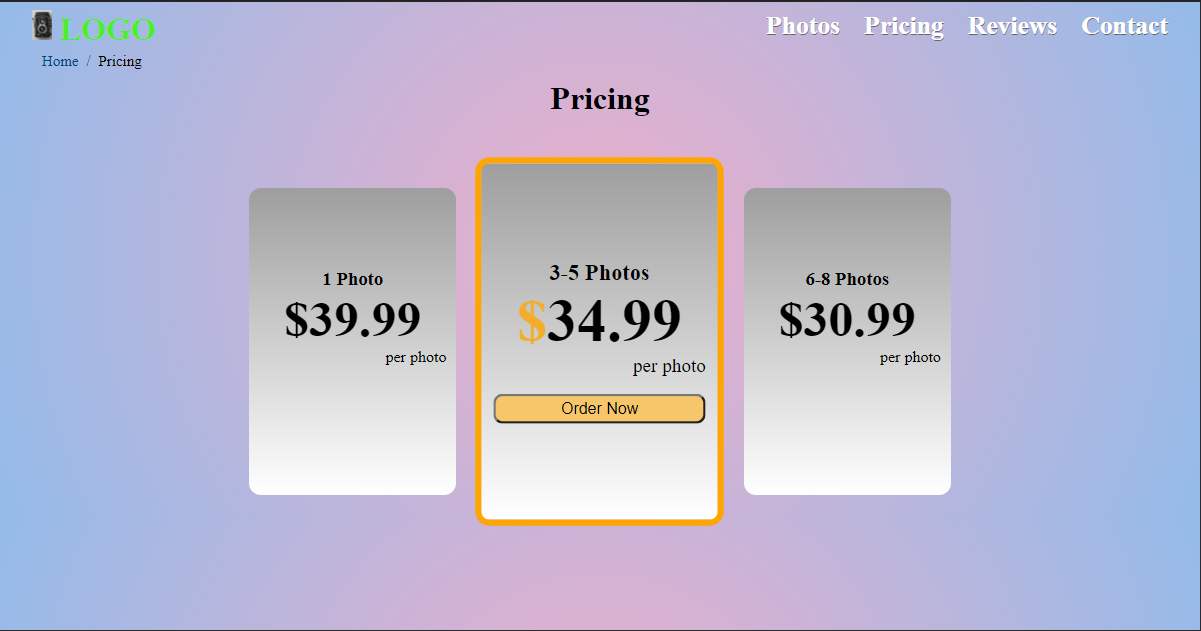 LOGO
Photos Pricing Reviews Contact
Home / Pricing
Pricing
1 Photo
$39.99
per photo
3-5 Photos
$34.99
per photo
Order Now
6-8 Photos
$30.99
per photo